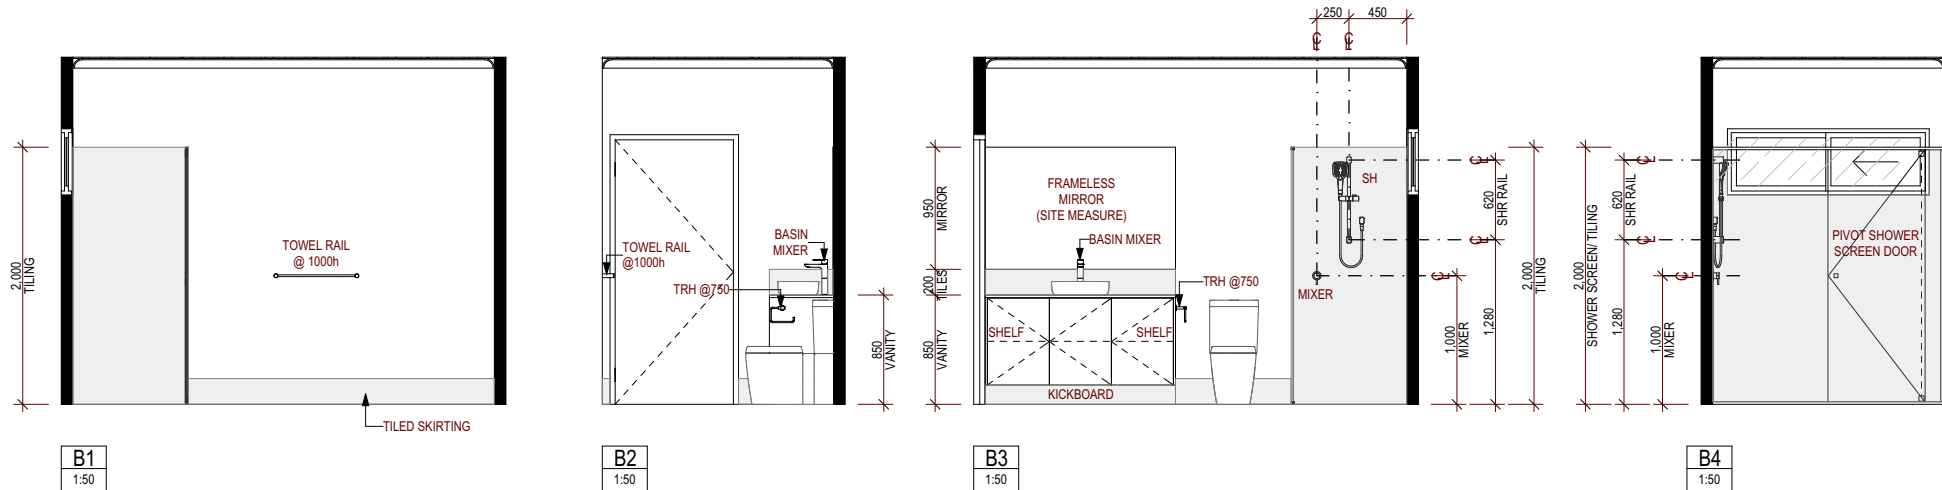 2,000
TILING
TOWEL RAIL
@ 1000h
TILED SKIRTING
B1
1:50
TOWEL RAIL
@1000h
BASIN
MIXER
TRH @750
850
VANITY
B2
1:50
250
450
950
MIRROR
200
TILES
850
VANITY
FRAMELESS
MIRROR
(SITE MEASURE)
BASIN MIXER
SHELF
SHELF
KICKBOARD
TRH @750
SH
MIXER
620
SHR RAIL
1,280
1,000
MIXER
2,000
TILING
B3
1:50
2,000
SHOWER SCREEN/ TILING
620
SHR RAIL
1,280
1,000
MIXER
PIVOT SHOWER
SCREEN DOOR
B4
1:50